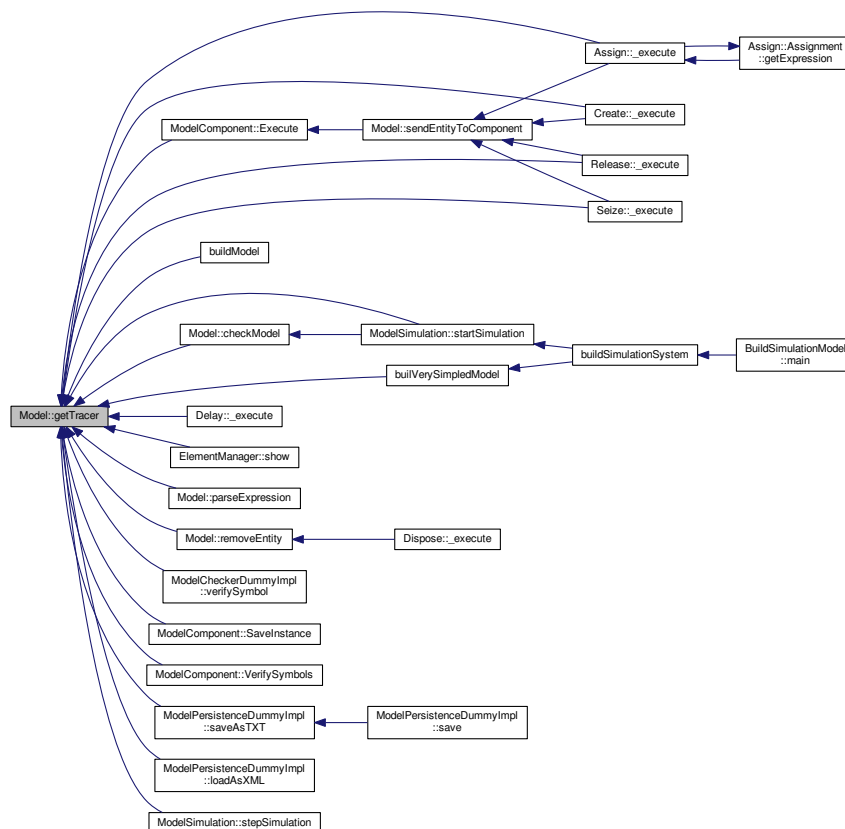 Assign::_execute
Assign::Assignment
::getExpression
Create::_execute
ModelComponent::Execute
Model::sendEntityToComponent
Release::_execute
Seize::_execute
buildModel
Model::checkModel
ModelSimulation::startSimulation
buildSimulationSystem
BuildSimulationModel
::main
builVerySimpledModel
Model::getTracer
Delay::_execute
ElementManager::show
Model::parseExpression
Model::removeEntity
Dispose::_execute
ModelCheckerDummyImpl
::verifySymbol
ModelComponent::SaveInstance
ModelComponent::VerifySymbols
ModelPersistenceDummyImpl
::saveAsTXT
ModelPersistenceDummyImpl
::save
ModelPersistenceDummyImpl
::loadAsXML
ModelSimulation::stepSimulation